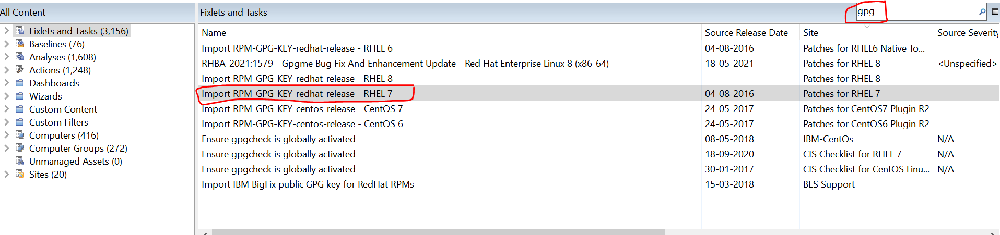 All Content
Fixlets and Tasks (3,156)
Baselines (76)
Analyses (1,608)
Actions (1,248)
Dashboards
Wizards
Custom Content
Custom Filters
Computers (416)
Computer Groups (272)
Unmanaged Assets (0)
Sites (20)
Fixlets and Tasks gpg
Name Source Release Date Site Source Severity
Import RPM-GPG-KEY-redhat-release - RHEL 6 04-08-2016 Patches for RHEL6 Native To...
RHBA-2021:1579 - Gpgme Bug Fix And Enhancement Update - Red Hat Enterprise Linux 8 (x86_64) 18-05-2021 Patches for RHEL 8 <Unspecified>
Import RPM-GPG-KEY-redhat-release - RHEL 8 Patches for RHEL 8
Import RPM-GPG-KEY-redhat-release - RHEL 7 04-08-2016 Patches for RHEL 7
Import RPM-GPG-KEY-centos-release - CentOS 7 24-05-2017 Patches for CentOS7 Plugin R2
Import RPM-GPG-KEY-centos-release - CentOS 6 24-05-2017 Patches for CentOS6 Plugin R2
Ensure gpgcheck is globally activated 08-05-2018 IBM-CentOs N/A
Ensure gpgcheck is globally activated 18-09-2020 CIS Checklist for RHEL 7 N/A
Ensure gpgcheck is globally activated 30-01-2017 CIS Checklist for CentOS Linu... N/A
Import IBM BigFix public GPG key for RedHat RPMs 15-03-2018 BES Support